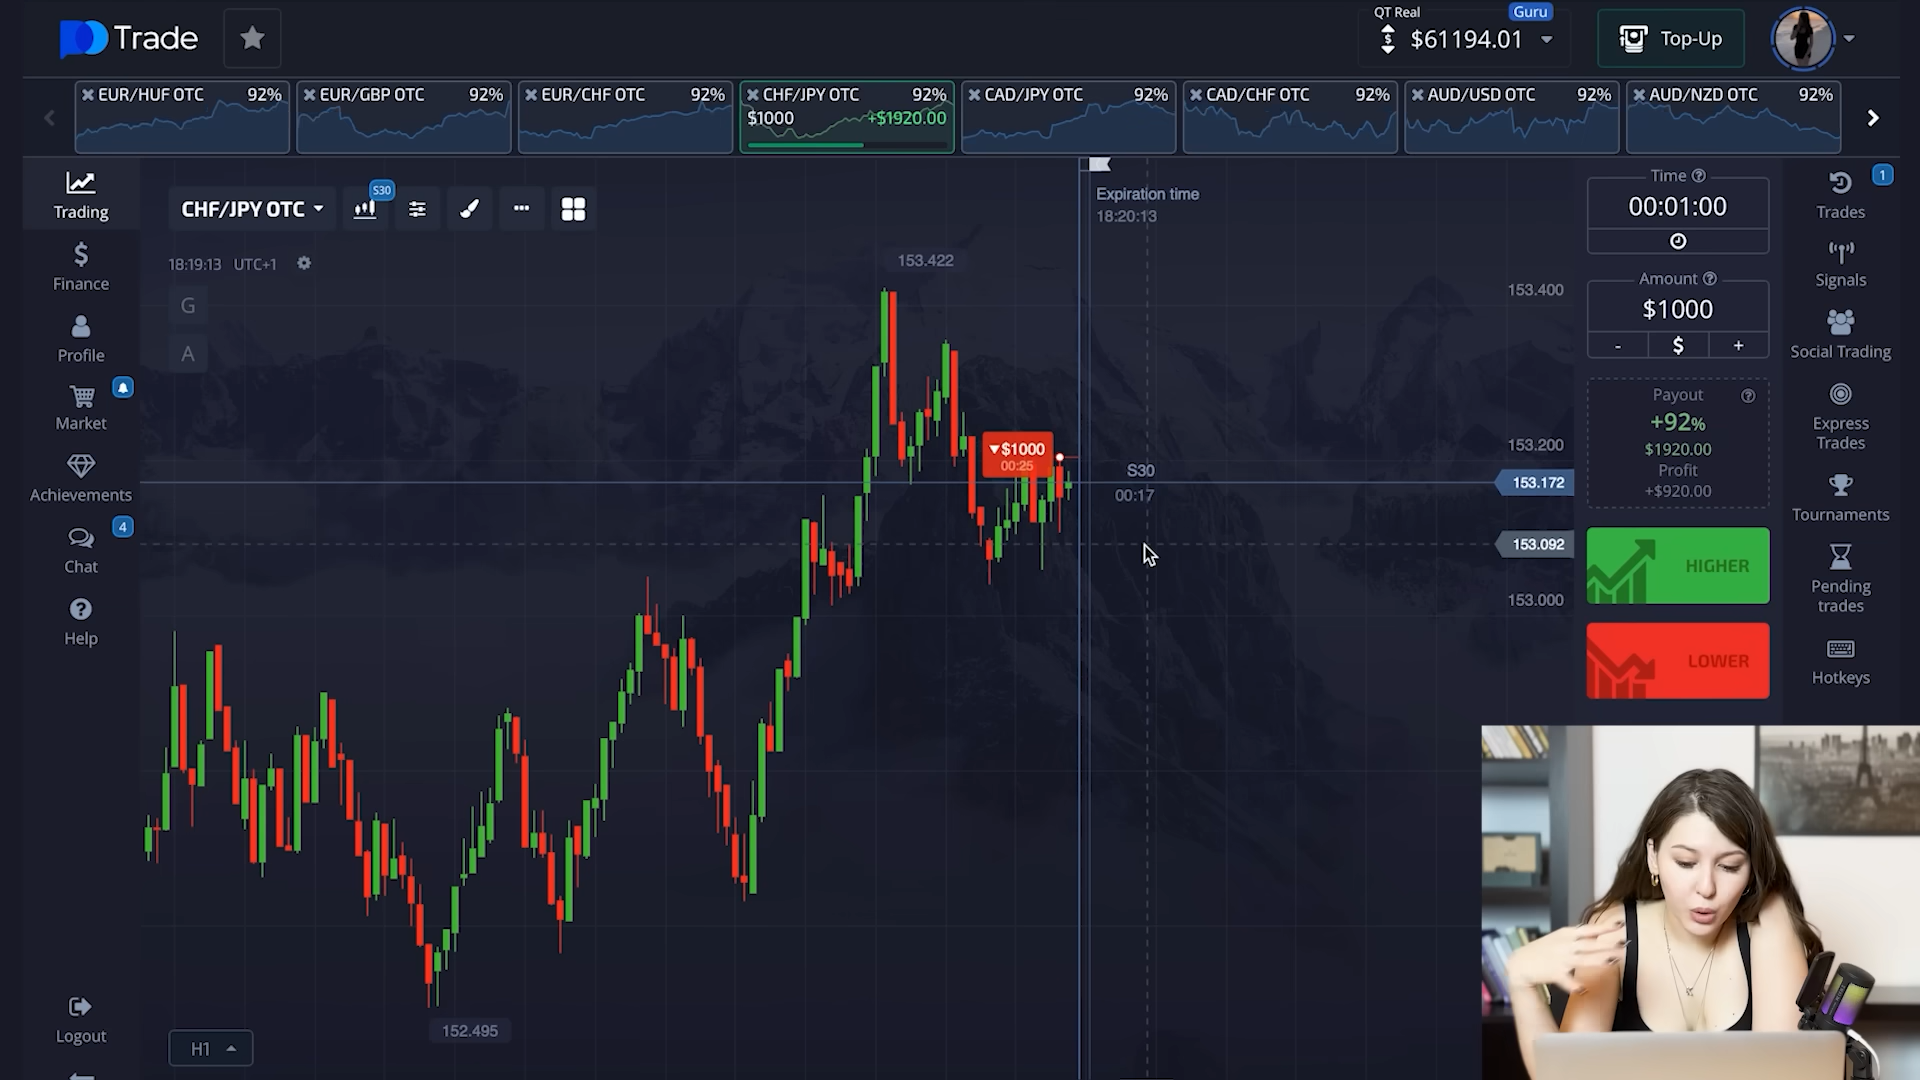 Trade
QT Real
Guru
$61194.01
Top-Up
EUR/HUF OTC 92%
EUR/GBP OTC 92%
EUR/CHF OTC 92%
CHF/JPY OTC 92%
$1000 +$1920.00
CAD/JPY OTC 92%
CAD/CHF OTC 92%
AUD/USD OTC 92%
AUD/NZD OTC 92%
Trading
Finance
Profile
Market
Achievements
4
Chat
Help
Logout
CHF/JPY OTC
S30
18:19:13 UTC+1
G
A
Expiration time
18:20:13
153.422
$1000
00:25
S30
00:17
152.495
H1
153.400
153.200
153.172
153.092
153.000
Time
00:01:00
Amount
$1000
- $ +
Payout
+92%
$1920.00
Profit
+$920.00
HIGHER
LOWER
1
Trades
Signals
Social Trading
Express
Trades
Tournaments
Pending
trades
Hotkeys